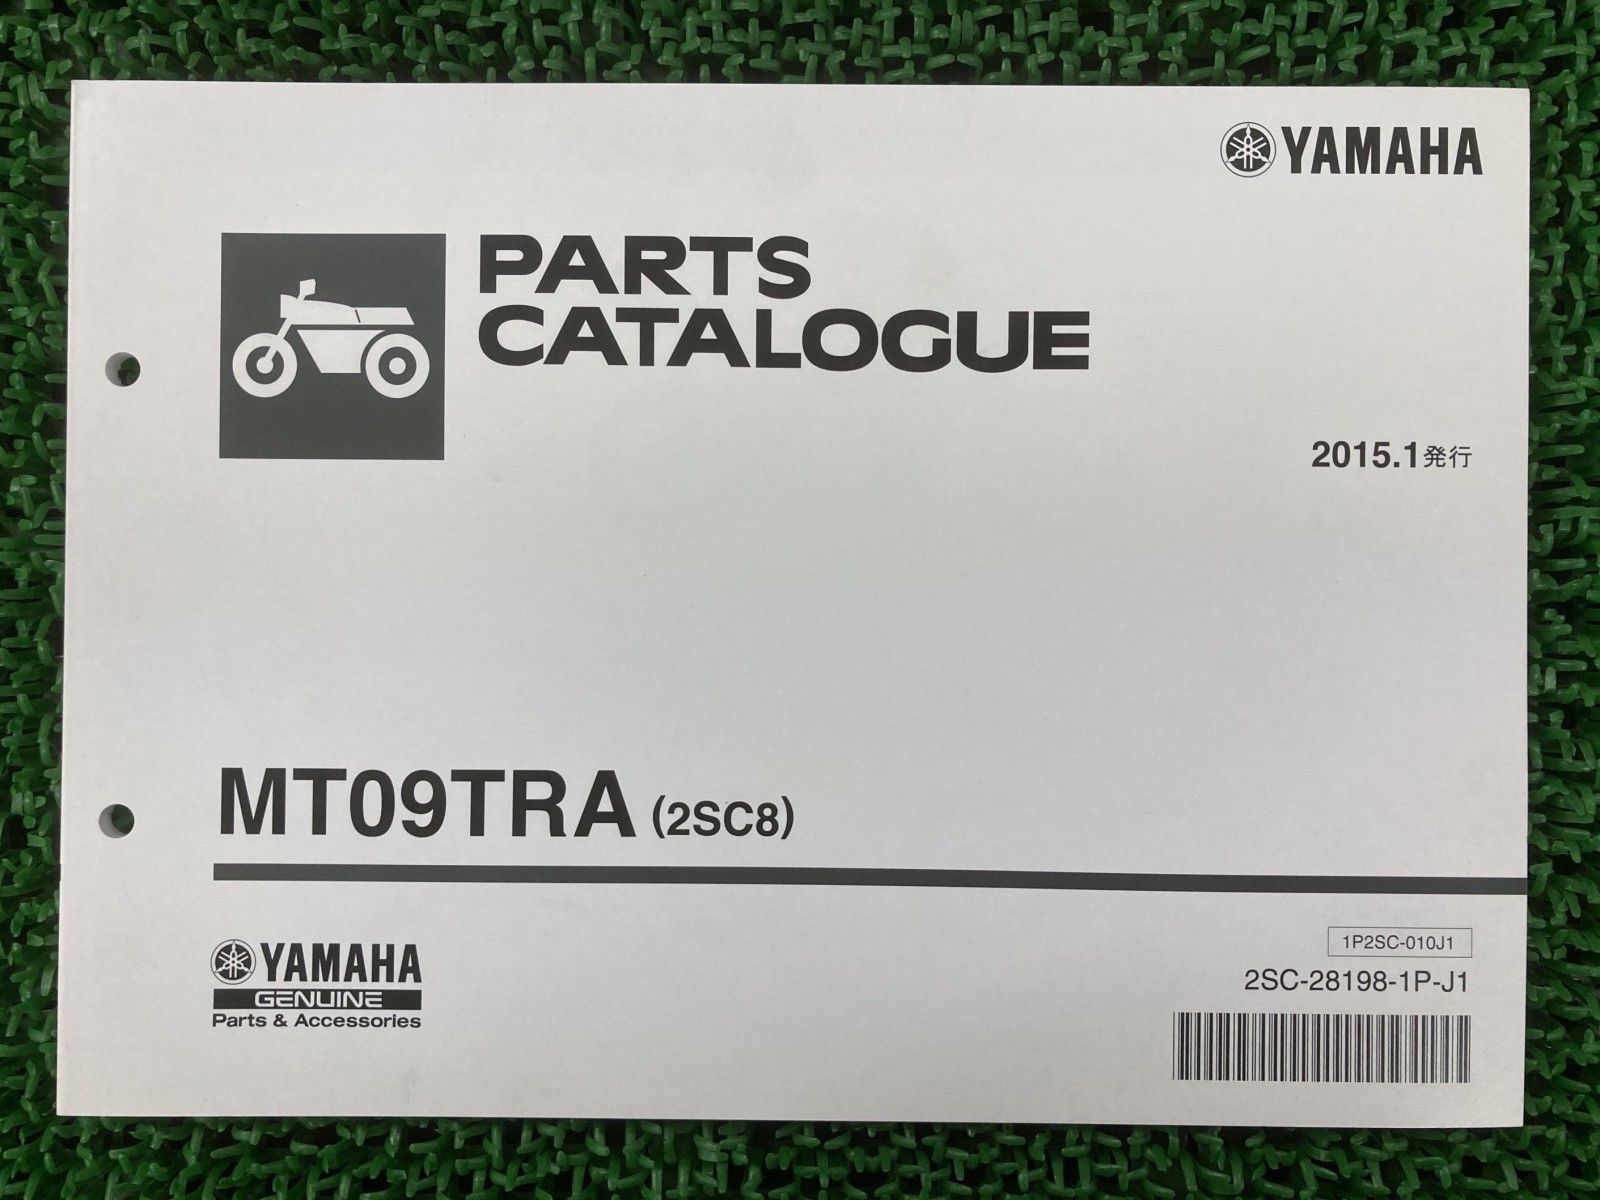 YAMAHA
PARTS
CATALOGUE
2015.1発行
MT09TRA (2SC8)
YAMAHA
GENUINE
Parts & Accessories
1P2SC-010J1
2SC-28198-1P-J1